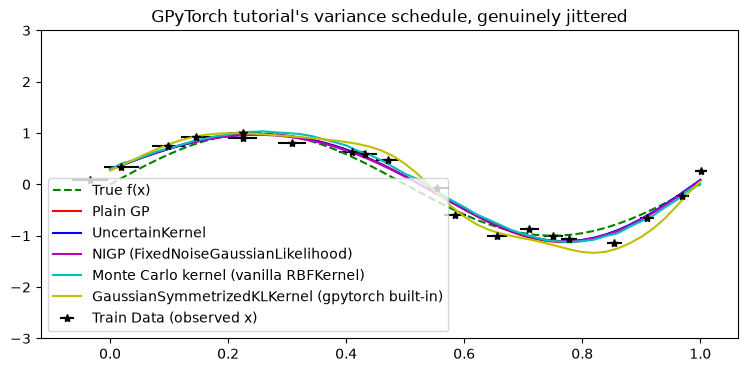 GPyTorch tutorial's variance schedule, genuinely jittered
3
2
1
0
−1
−2
−3
True f(x)
Plain GP
UncertainKernel
NIGP (FixedNoiseGaussianLikelihood)
Monte Carlo kernel (vanilla RBFKernel)
GaussianSymmetrizedKLKernel (gpytorch built-in)
Train Data (observed x)
0.0 0.2 0.4 0.6 0.8 1.0